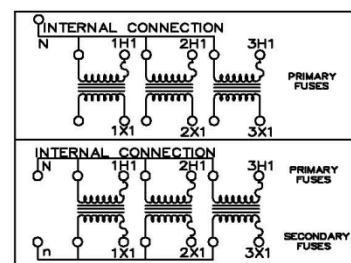 INTERNAL CONNECTION
N 1H1 2H1 3H1
PRIMARY
FUSES
1X1 2X1 3X1
INTERNAL CONNECTION
N 1H1 2H1 3H1
PRIMARY
FUSES
SECONDARY
FUSES
n 1X1 2X1 3X1